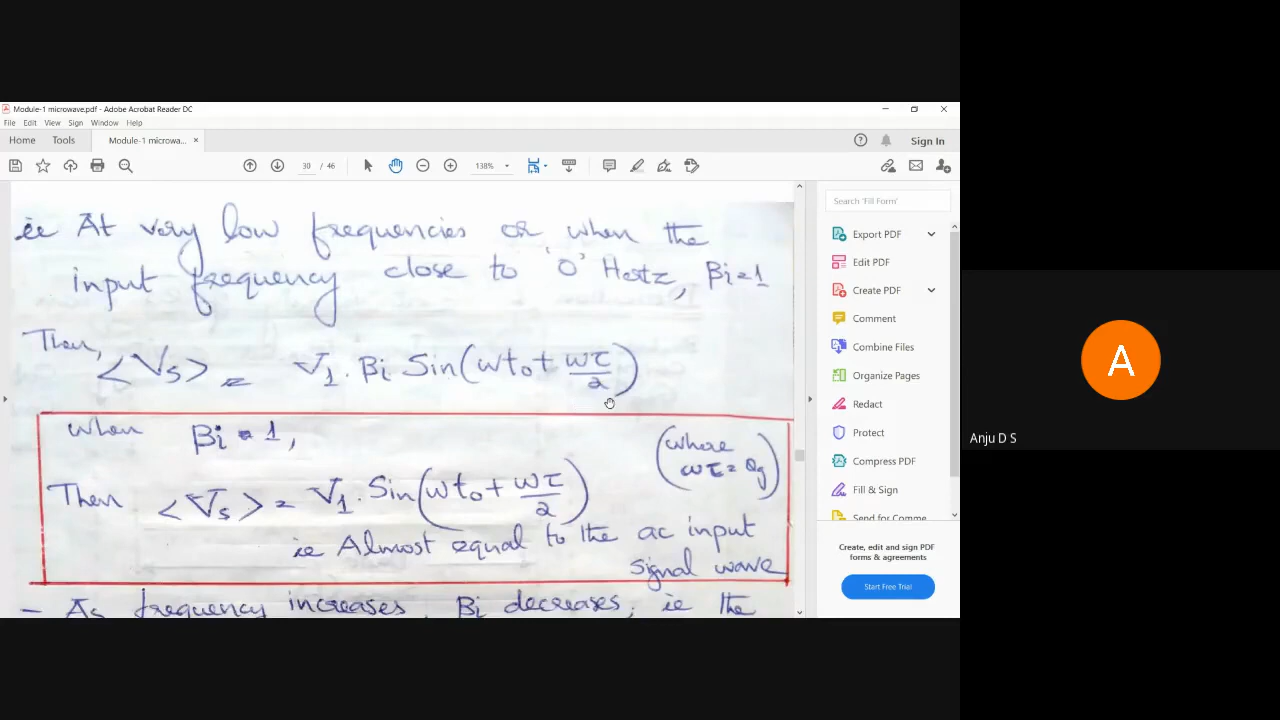 Module-1 microwave.pdf - Adobe Acrobat Reader DC
File Edit View Sign Window Help
Home Tools Module-1 microwa... × Sign In
30 / 46 138%
ie At very low frequencies or when the
input frequency close to '0' Hertz, βi=1
Then,
<Vs> = V1. βi Sin(ωt0 + ωτ/2)
when βi = 1,
(where ωτ = θg)
Then <Vs> = V1. Sin(ωt0 + ωτ/2)
ie Almost equal to the ac input
signal wave
- As frequency increases, βi decreases, ie the
Search 'Fill Form'
Export PDF
Edit PDF
Create PDF
Comment
Combine Files
Organize Pages
Redact
Protect
Compress PDF
Fill & Sign
Send for Comme
Create, edit and sign PDF
forms & agreements
Start Free Trial
A
Anju D S